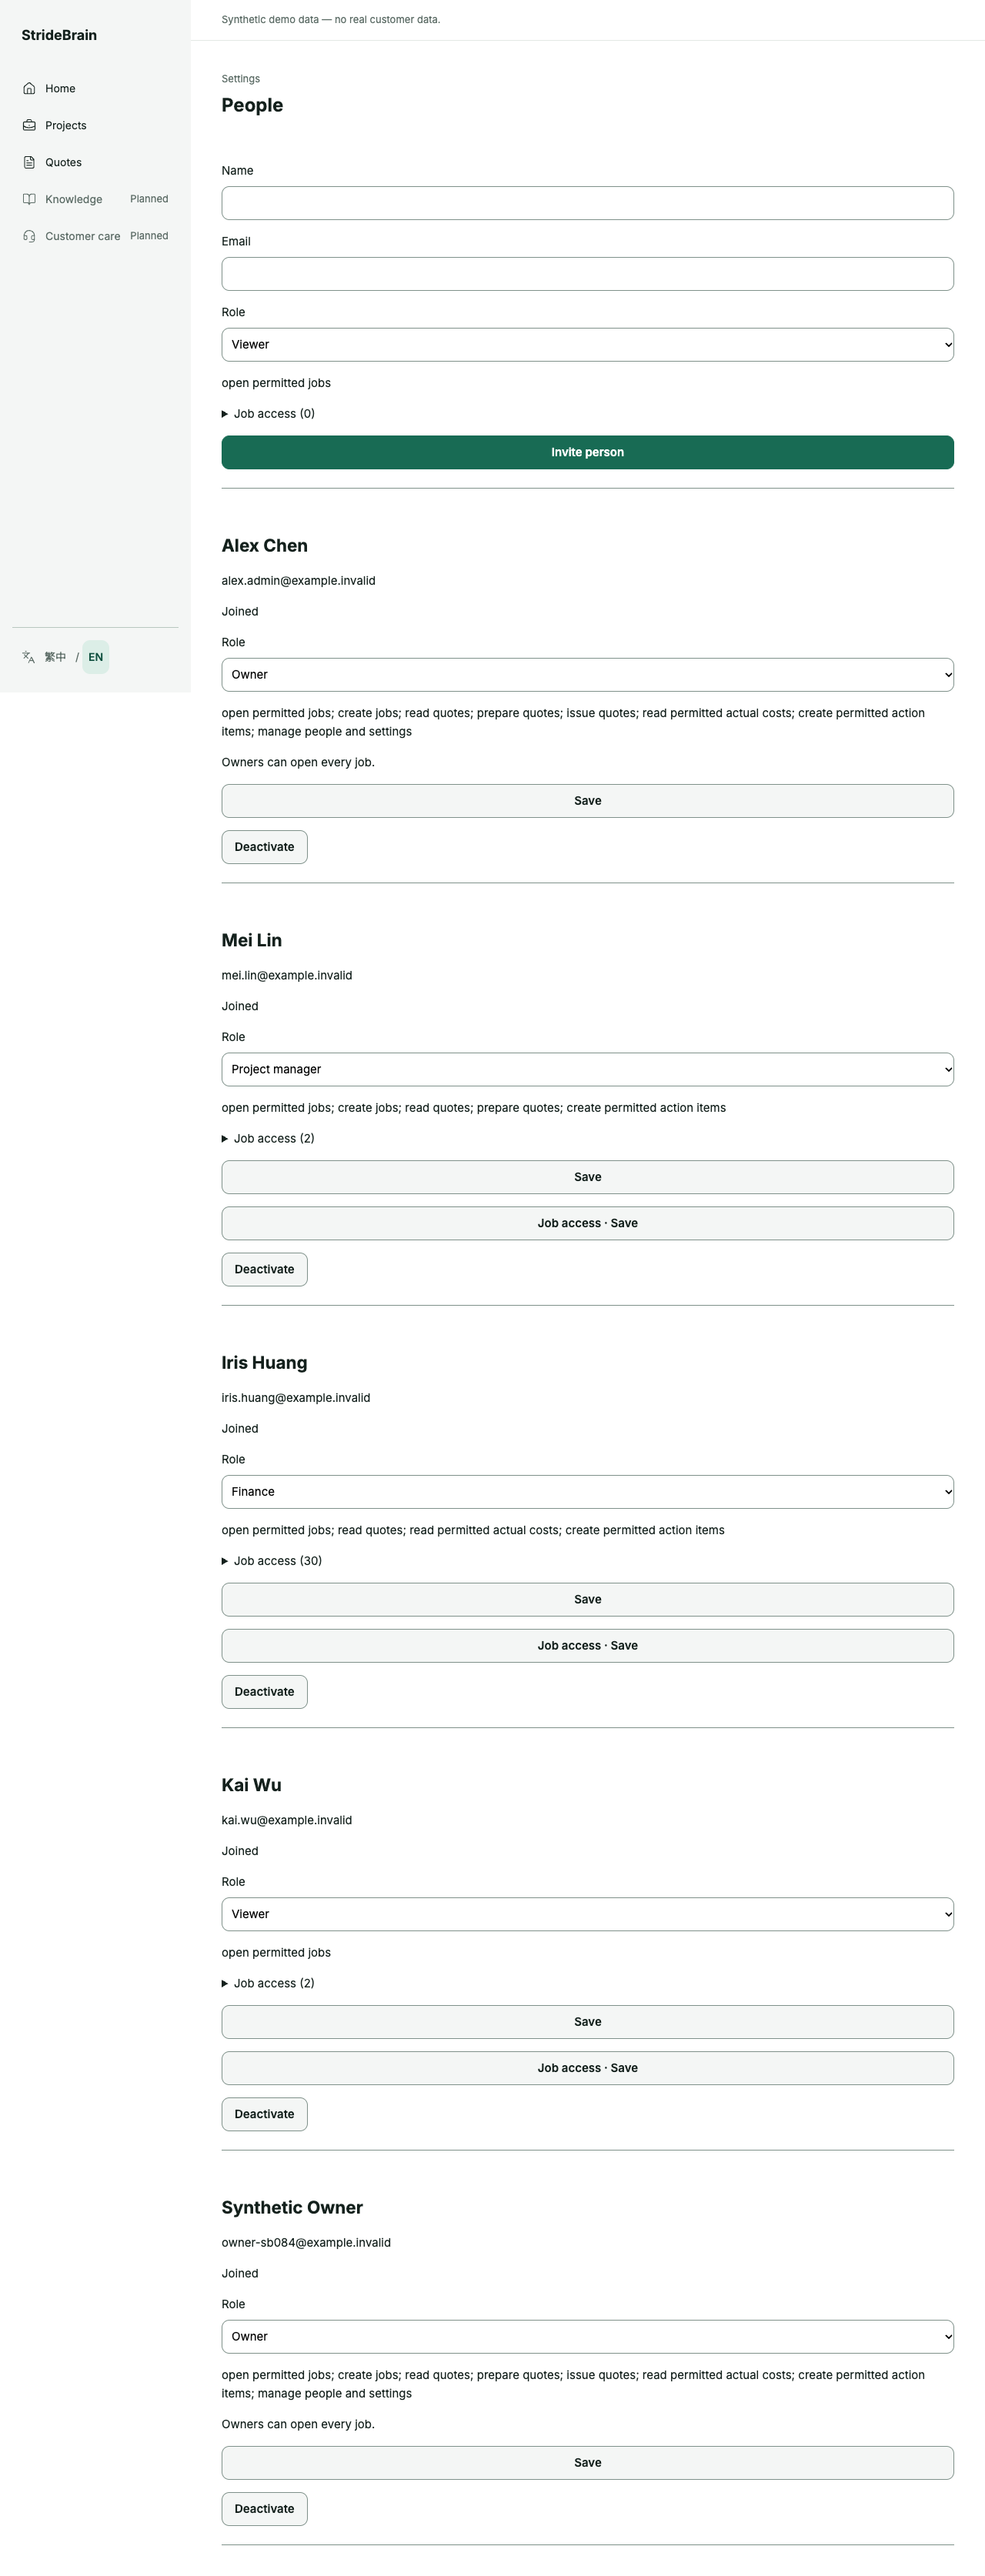 StrideBrain
Home
Projects
Quotes
Knowledge Planned
Customer care Planned
繁中 / EN
Synthetic demo data — no real customer data.
Settings
People
Name
Email
Role
Viewer
open permitted jobs
Job access (0)
Invite person
Alex Chen
alex.admin@example.invalid
Joined
Role
Owner
open permitted jobs; create jobs; read quotes; prepare quotes; issue quotes; read permitted actual costs; create permitted action
items; manage people and settings
Owners can open every job.
Save
Deactivate
Mei Lin
mei.lin@example.invalid
Joined
Role
Project manager
open permitted jobs; create jobs; read quotes; prepare quotes; create permitted action items
Job access (2)
Save
Job access · Save
Deactivate
Iris Huang
iris.huang@example.invalid
Joined
Role
Finance
open permitted jobs; read quotes; read permitted actual costs; create permitted action items
Job access (30)
Save
Job access · Save
Deactivate
Kai Wu
kai.wu@example.invalid
Joined
Role
Viewer
open permitted jobs
Job access (2)
Save
Job access · Save
Deactivate
Synthetic Owner
owner-sb084@example.invalid
Joined
Role
Owner
open permitted jobs; create jobs; read quotes; prepare quotes; issue quotes; read permitted actual costs; create permitted action
items; manage people and settings
Owners can open every job.
Save
Deactivate